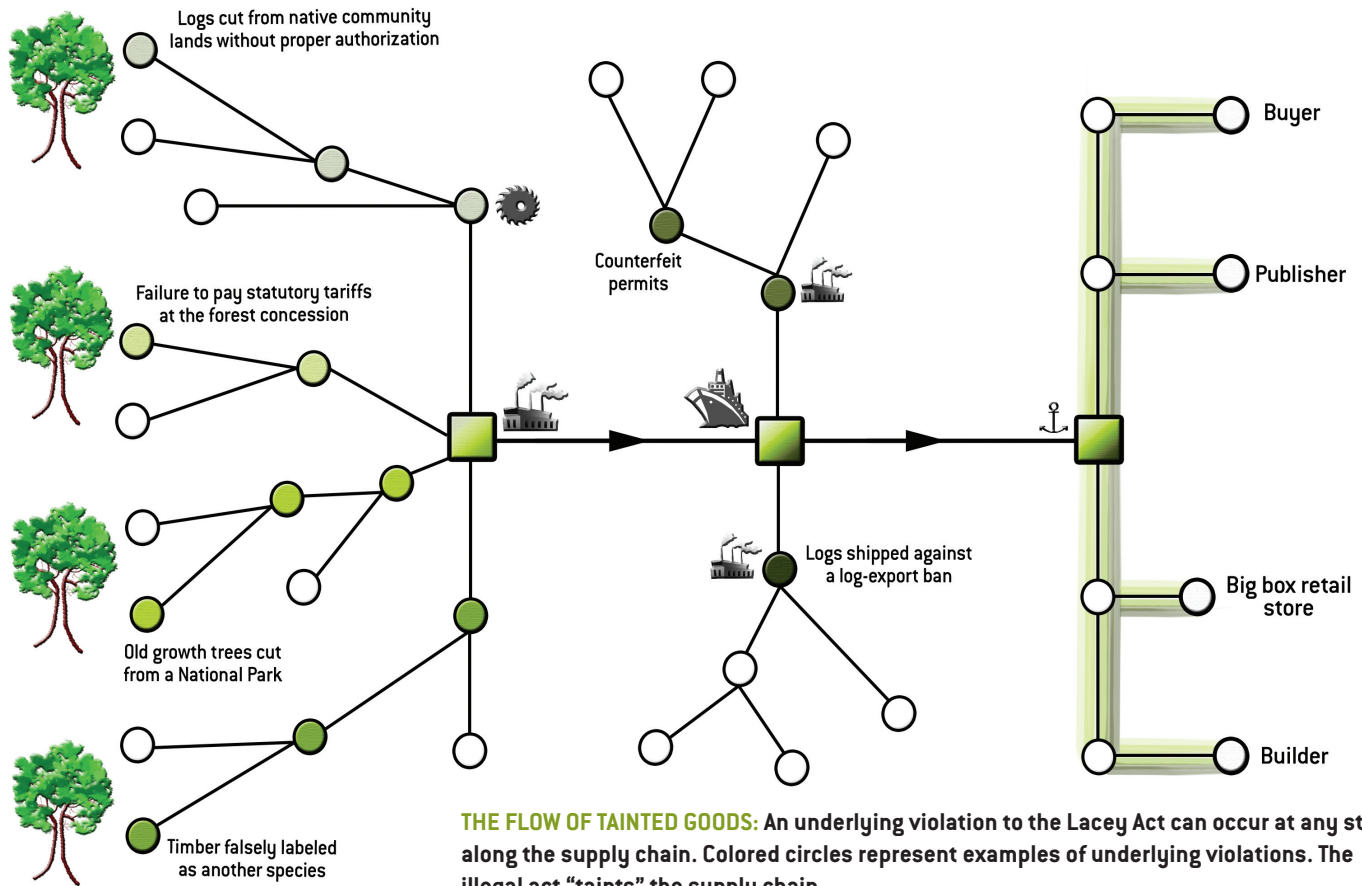 Logs cut from native community
lands without proper authorization
Counterfeit
permits
Failure to pay statutory tariffs
at the forest concession
Old growth trees cut
from a National Park
Timber falsely labeled
as another species
Logs shipped against
a log-export ban
Buyer
Publisher
Big box retail
store
Builder
THE FLOW OF TAINTED GOODS: An underlying violation to the Lacey Act can occur at any st
along the supply chain. Colored circles represent examples of underlying violations. The
illegal act “taints” the supply chain